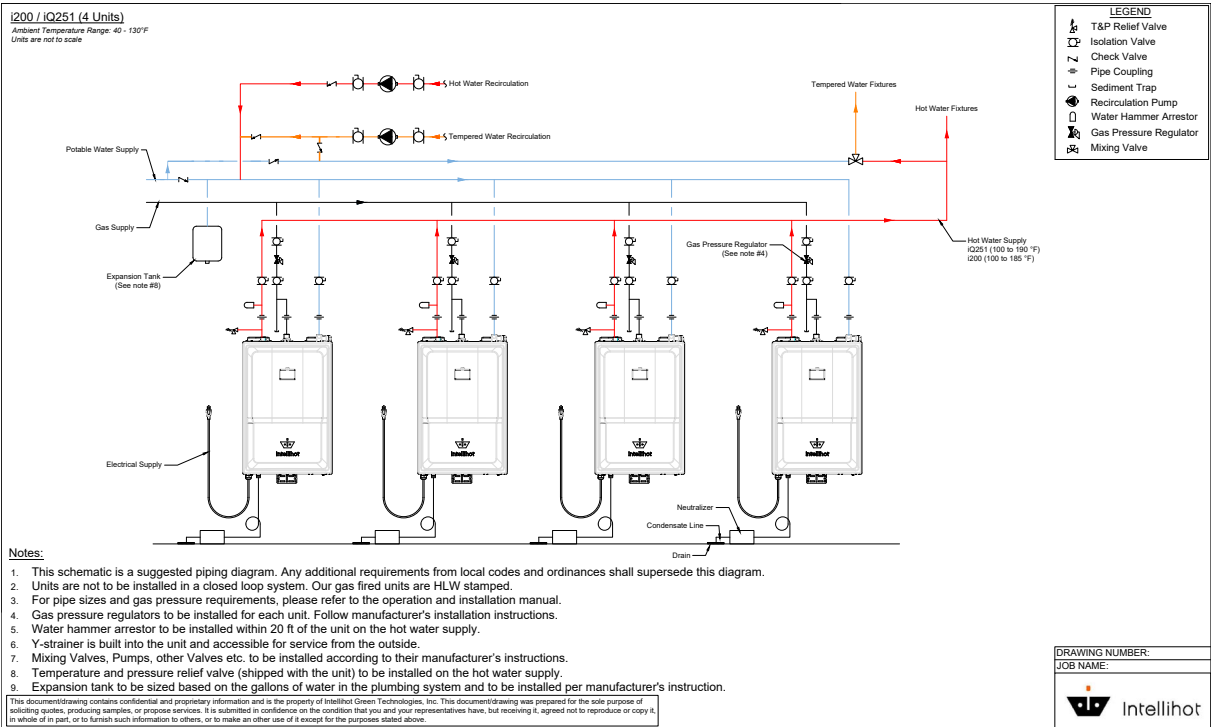 i200 / iQ251 (4 Units)
Ambient Temperature Range: 40 - 130°F
Units are not to scale
LEGEND
T&P Relief Valve
Isolation Valve
Check Valve
Pipe Coupling
Sediment Trap
Recirculation Pump
Water Hammer Arrestor
Gas Pressure Regulator
Mixing Valve
Hot Water Recirculation
Tempered Water Fixtures
Hot Water Fixtures
Tempered Water Recirculation
Potable Water Supply
Gas Supply
Gas Pressure Regulator
(See note #4)
Hot Water Supply
iQ251 (100 to 190 °F)
i200 (100 to 185 °F)
Expansion Tank
(See note #8)
Intellihot
Intellihot
Intellihot
Intellihot
Electrical Supply
Neutralizer
Condensate Line
Drain
Notes:
1. This schematic is a suggested piping diagram. Any additional requirements from local codes and ordinances shall supersede this diagram.
2. Units are not to be installed in a closed loop system. Our gas fired units are HLW stamped.
3. For pipe sizes and gas pressure requirements, please refer to the operation and installation manual.
4. Gas pressure regulators to be installed for each unit. Follow manufacturer's installation instructions.
5. Water hammer arrestor to be installed within 20 ft of the unit on the hot water supply.
6. Y-strainer is built into the unit and accessible for service from the outside.
7. Mixing Valves, Pumps, other Valves etc. to be installed according to their manufacturer's instructions.
8. Temperature and pressure relief valve (shipped with the unit) to be installed on the hot water supply.
9. Expansion tank to be sized based on the gallons of water in the plumbing system and to be installed per manufacturer's instruction.
This document/drawing contains confidential and proprietary information and is the property of Intellihot Green Technologies, Inc. This document/drawing was prepared for the sole purpose of
soliciting quotes, producing samples, or propose services. It is submitted in confidence on the condition that you and your representatives have, but receiving it, agreed not to reproduce or copy it,
in whole of in part, or to furnish such information to others, or to make an other use of it except for the purposes stated above.
DRAWING NUMBER:
JOB NAME:
Intellihot